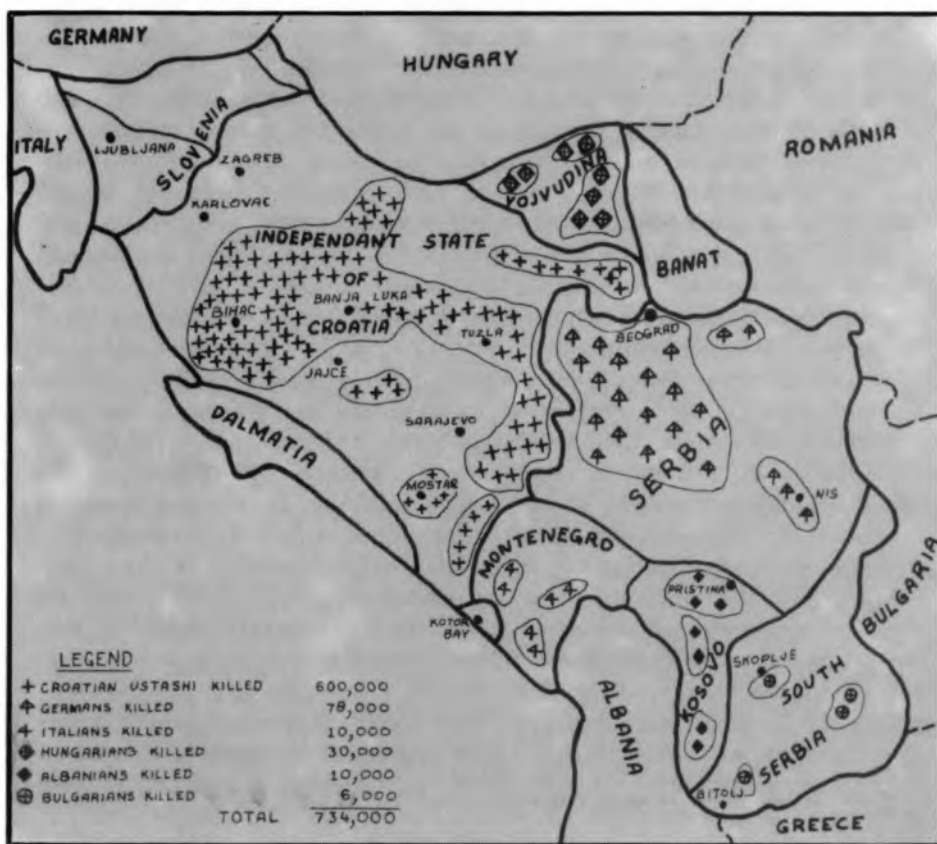 GERMANY
HUNGARY
ITALY
LJUBLJANA
SLOVENIA
ZAGREB
KARLOVAC
ROMANIA
VOJVUDINA
BANAT
INDEPENDANT STATE
OF
CROATIA
BIHAC
BANJA LUKA
TUZLA
JAJCE
BEOGRAD
DALMATIA
SARAJEVO
MOSTAR
SERBIA
NIS
MONTENEGRO
PRISTINA
BULGARIA
KOTOR
BAY
ALBANIA
KOSOVO
SKOPLJE
SOUTH
SERBIA
BITOLJ
GREECE
LEGEND
CROATIAN USTASHI KILLED 600,000
GERMANS KILLED 78,000
ITALIANS KILLED 10,000
HUNGARIANS KILLED 30,000
ALBANIANS KILLED 10,000
BULGARIANS KILLED 6,000
TOTAL 734,000